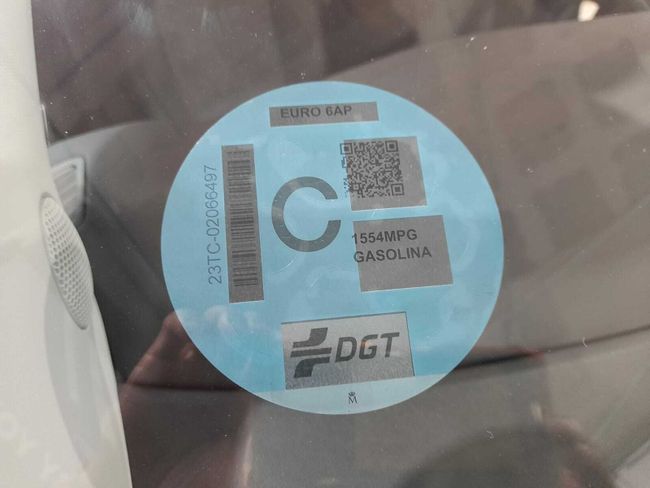 EURO 6AP
23TC-02066497
C
1554MPG
GASOLINA
DGT
M